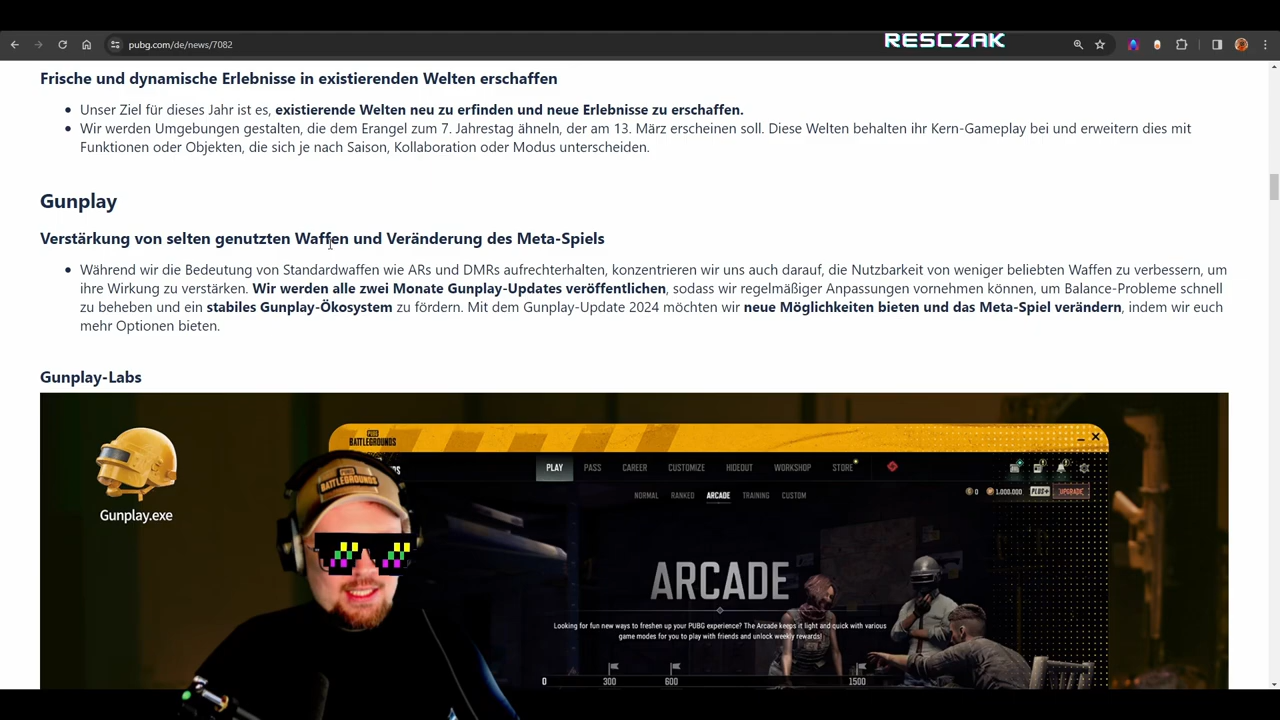 pubg.com/de/news/7082
RESCZAK
Frische und dynamische Erlebnisse in existierenden Welten erschaffen
• Unser Ziel für dieses Jahr ist es, existierende Welten neu zu erfinden und neue Erlebnisse zu erschaffen.
• Wir werden Umgebungen gestalten, die dem Erangel zum 7. Jahrestag ähneln, der am 13. März erscheinen soll. Diese Welten behalten ihr Kern-Gameplay bei und erweitern dies mit
Funktionen oder Objekten, die sich je nach Saison, Kollaboration oder Modus unterscheiden.
Gunplay
Verstärkung von selten genutzten Waffen und Veränderung des Meta-Spiels
• Während wir die Bedeutung von Standardwaffen wie ARs und DMRs aufrechterhalten, konzentrieren wir uns auch darauf, die Nutzbarkeit von weniger beliebten Waffen zu verbessern, um
ihre Wirkung zu verstärken. Wir werden alle zwei Monate Gunplay-Updates veröffentlichen, sodass wir regelmäßiger Anpassungen vornehmen können, um Balance-Probleme schnell
zu beheben und ein stabiles Gunplay-Ökosystem zu fördern. Mit dem Gunplay-Update 2024 möchten wir neue Möglichkeiten bieten und das Meta-Spiel verändern, indem wir euch
mehr Optionen bieten.
Gunplay-Labs
PUBG
BATTLEGROUNDS
PLAY PASS CAREER CUSTOMIZE HIDEOUT WORKSHOP STORE
NORMAL RANKED ARCADE TRAINING CUSTOM
0 1.000.000 PLUS+ UPGRADE
PUBG
BATTLEGROUNDS
Gunplay.exe
ARCADE
Looking for fun new ways to freshen up your PUBG experience? The Arcade keeps it light and quick with various
game modes for you to play with friends and unlock weekly rewards!
0 300 600 1500